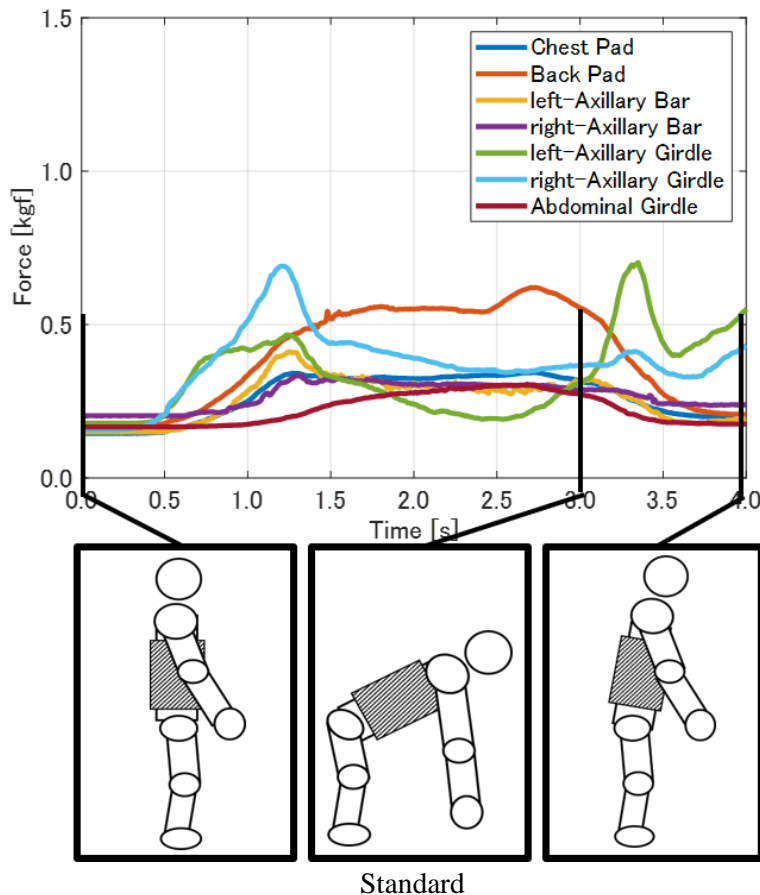 1.5
1.0
0.5
0.0
Force [kgf]
Chest Pad
Back Pad
left-Axillary Bar
right-Axillary Bar
left-Axillary Girdle
right-Axillary Girdle
Abdominal Girdle
0.0 0.5 1.0 1.5 2.0 2.5 3.0 3.5 4.0
Time [s]
Standard